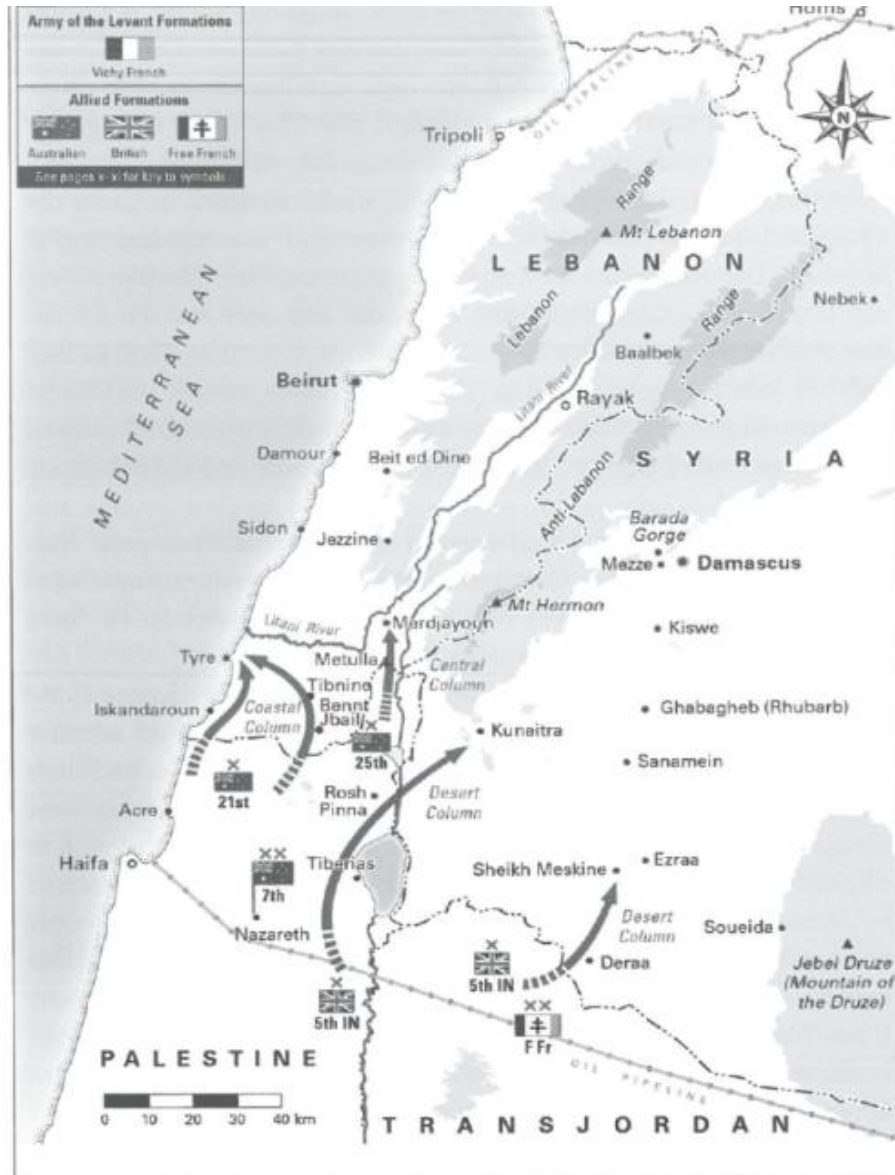 Army of the Levant Formations
Vichy French
Allied Formations
Australian British Free French
See pages x–xi for key to symbols
Homs
N
OIL PIPELINE
Tripoli
Range
Mt Lebanon
LEBANON
Nebek
Lebanon
Range
Baalbek
MEDITERRANEAN
SEA
Beirut
Litani River
Rayak
Damour
Beit ed Dine
SYRIA
Anti-Lebanon
Barada
Gorge
Sidon
Jezzine
Mezze
Damascus
Mt Hermon
Litani River
Merdjayoun
Kiswe
Tyre
Metulla
Central
Column
Tibnine
Iskandaroun
Coastal
Column
Bennt
Jbail
25th
Kuneitra
Ghabagheb (Rhubarb)
Sanamein
21st
Rosh
Pinna
Desert
Column
Acre
Haifa
Tiberias
Sheikh Meskine
Ezraa
7th
Nazareth
Desert
Column
Soueida
5th IN
Deraa
Jebel Druze
(Mountain of
the Druze)
5th IN
F Fr
PALESTINE
OIL PIPELINE
0 10 20 30 40 km
TRANSJORDAN